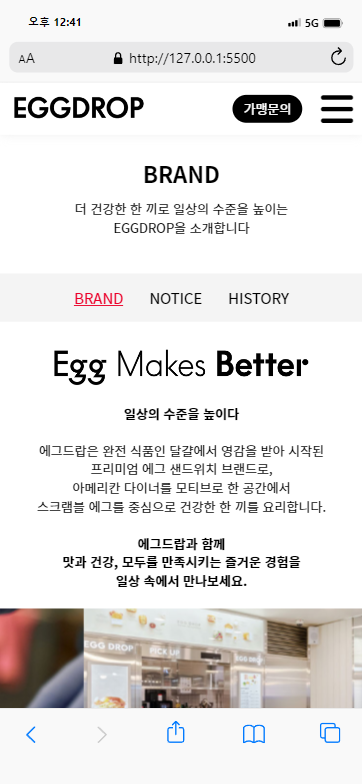 오후 12:41
5G
AA
http://127.0.0.1:5500
EGGDROP
가맹문의
BRAND
더 건강한 한 끼로 일상의 수준을 높이는
EGGDROP을 소개합니다
BRAND NOTICE HISTORY
Egg Makes Better
일상의 수준을 높이다
에그드랍은 완전 식품인 달걀에서 영감을 받아 시작된
프리미엄 에그 샌드위치 브랜드로,
아메리칸 다이너를 모티브로 한 공간에서
스크램블 에그를 중심으로 건강한 한 끼를 요리합니다.
에그드랍과 함께
맛과 건강, 모두를 만족시키는 즐거운 경험을
일상 속에서 만나보세요.
EGG DROP
PICK UP